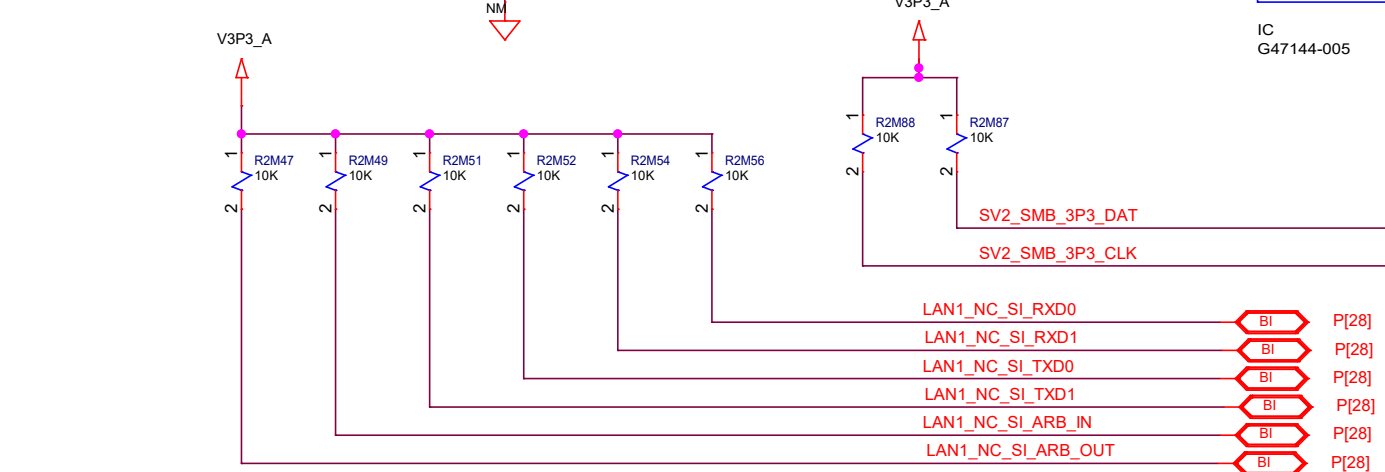 NM
V3P3_A
IC
G47144-005
V3P3_A
1
R2M88
10K
2
1
R2M87
10K
2
1
R2M47
10K
2
1
R2M49
10K
2
1
R2M51
10K
2
1
R2M52
10K
2
1
R2M54
10K
2
1
R2M56
10K
2
SV2_SMB_3P3_DAT
SV2_SMB_3P3_CLK
LAN1_NC_SI_RXD0 BI P[28]
LAN1_NC_SI_RXD1 BI P[28]
LAN1_NC_SI_TXD0 BI P[28]
LAN1_NC_SI_TXD1 BI P[28]
LAN1_NC_SI_ARB_IN BI P[28]
LAN1_NC_SI_ARB_OUT BI P[28]